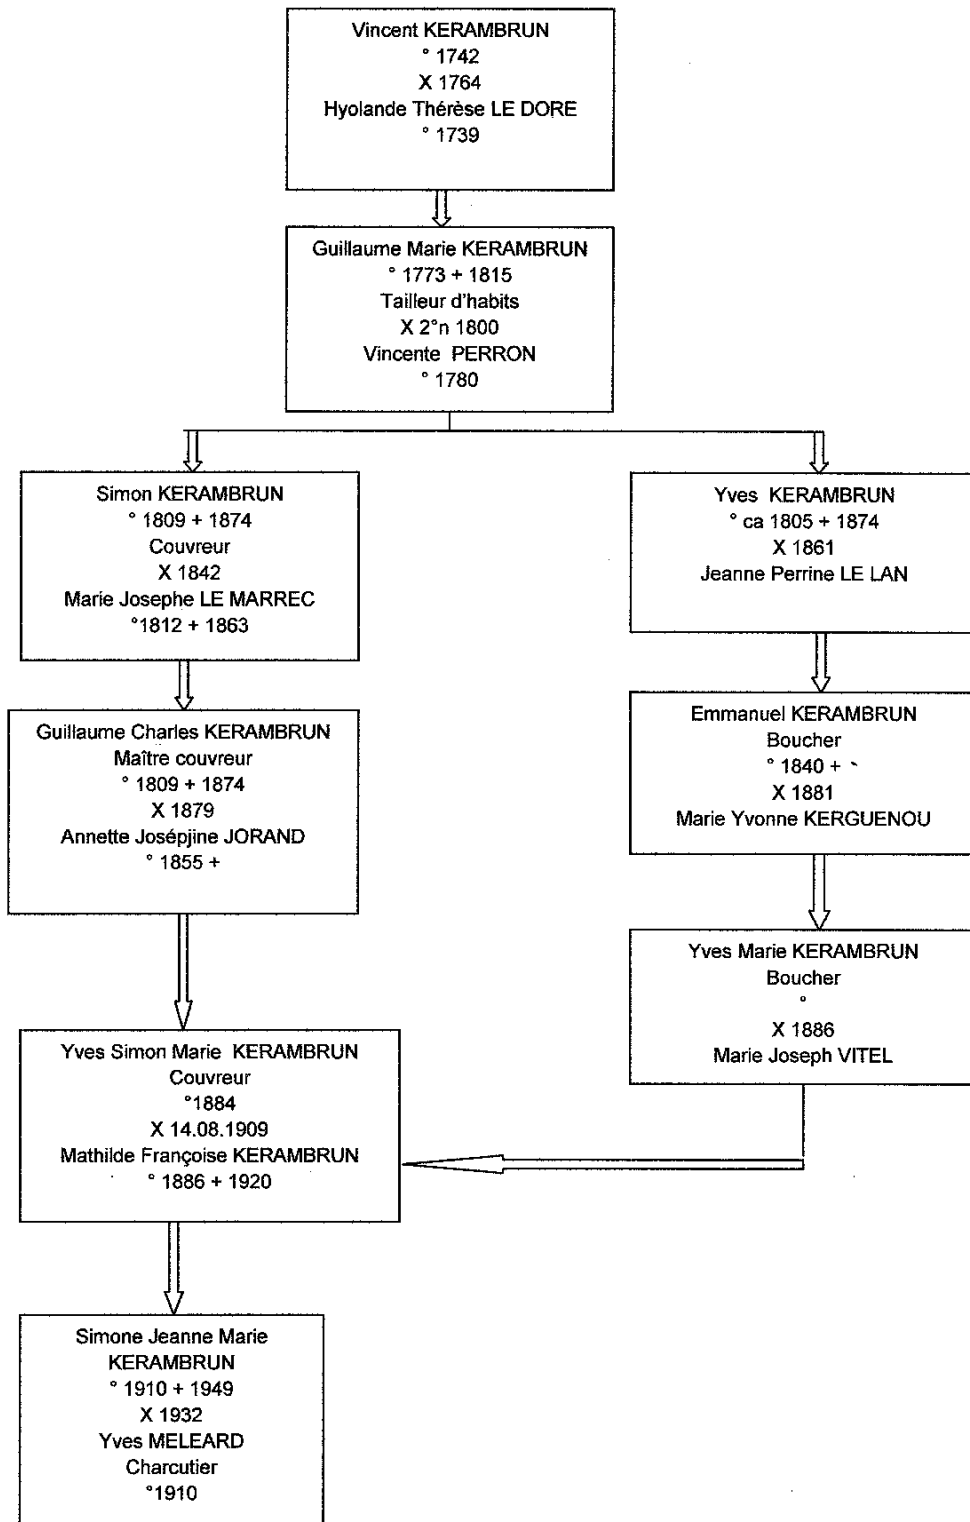 Vincent KERAMBRUN
° 1742
X 1764
Hyolande Thérèse LE DORE
° 1739
Guillaume Marie KERAMBRUN
° 1773 + 1815
Tailleur d'habits
X 2°n 1800
Vincente PERRON
° 1780
Simon KERAMBRUN
° 1809 + 1874
Couvreur
X 1842
Marie Josephe LE MARREC
°1812 + 1863
Yves KERAMBRUN
° ca 1805 + 1874
X 1861
Jeanne Perrine LE LAN
Guillaume Charles KERAMBRUN
Maître couvreur
° 1809 + 1874
X 1879
Annette Josépjine JORAND
° 1855 +
Emmanuel KERAMBRUN
Boucher
° 1840 +
X 1881
Marie Yvonne KERGUENOU
Yves Marie KERAMBRUN
Boucher
°
X 1886
Marie Joseph VITEL
Yves Simon Marie KERAMBRUN
Couvreur
°1884
X 14.08.1909
Mathilde Françoise KERAMBRUN
° 1886 + 1920
Simone Jeanne Marie
KERAMBRUN
° 1910 + 1949
X 1932
Yves MELEARD
Charcutier
°1910